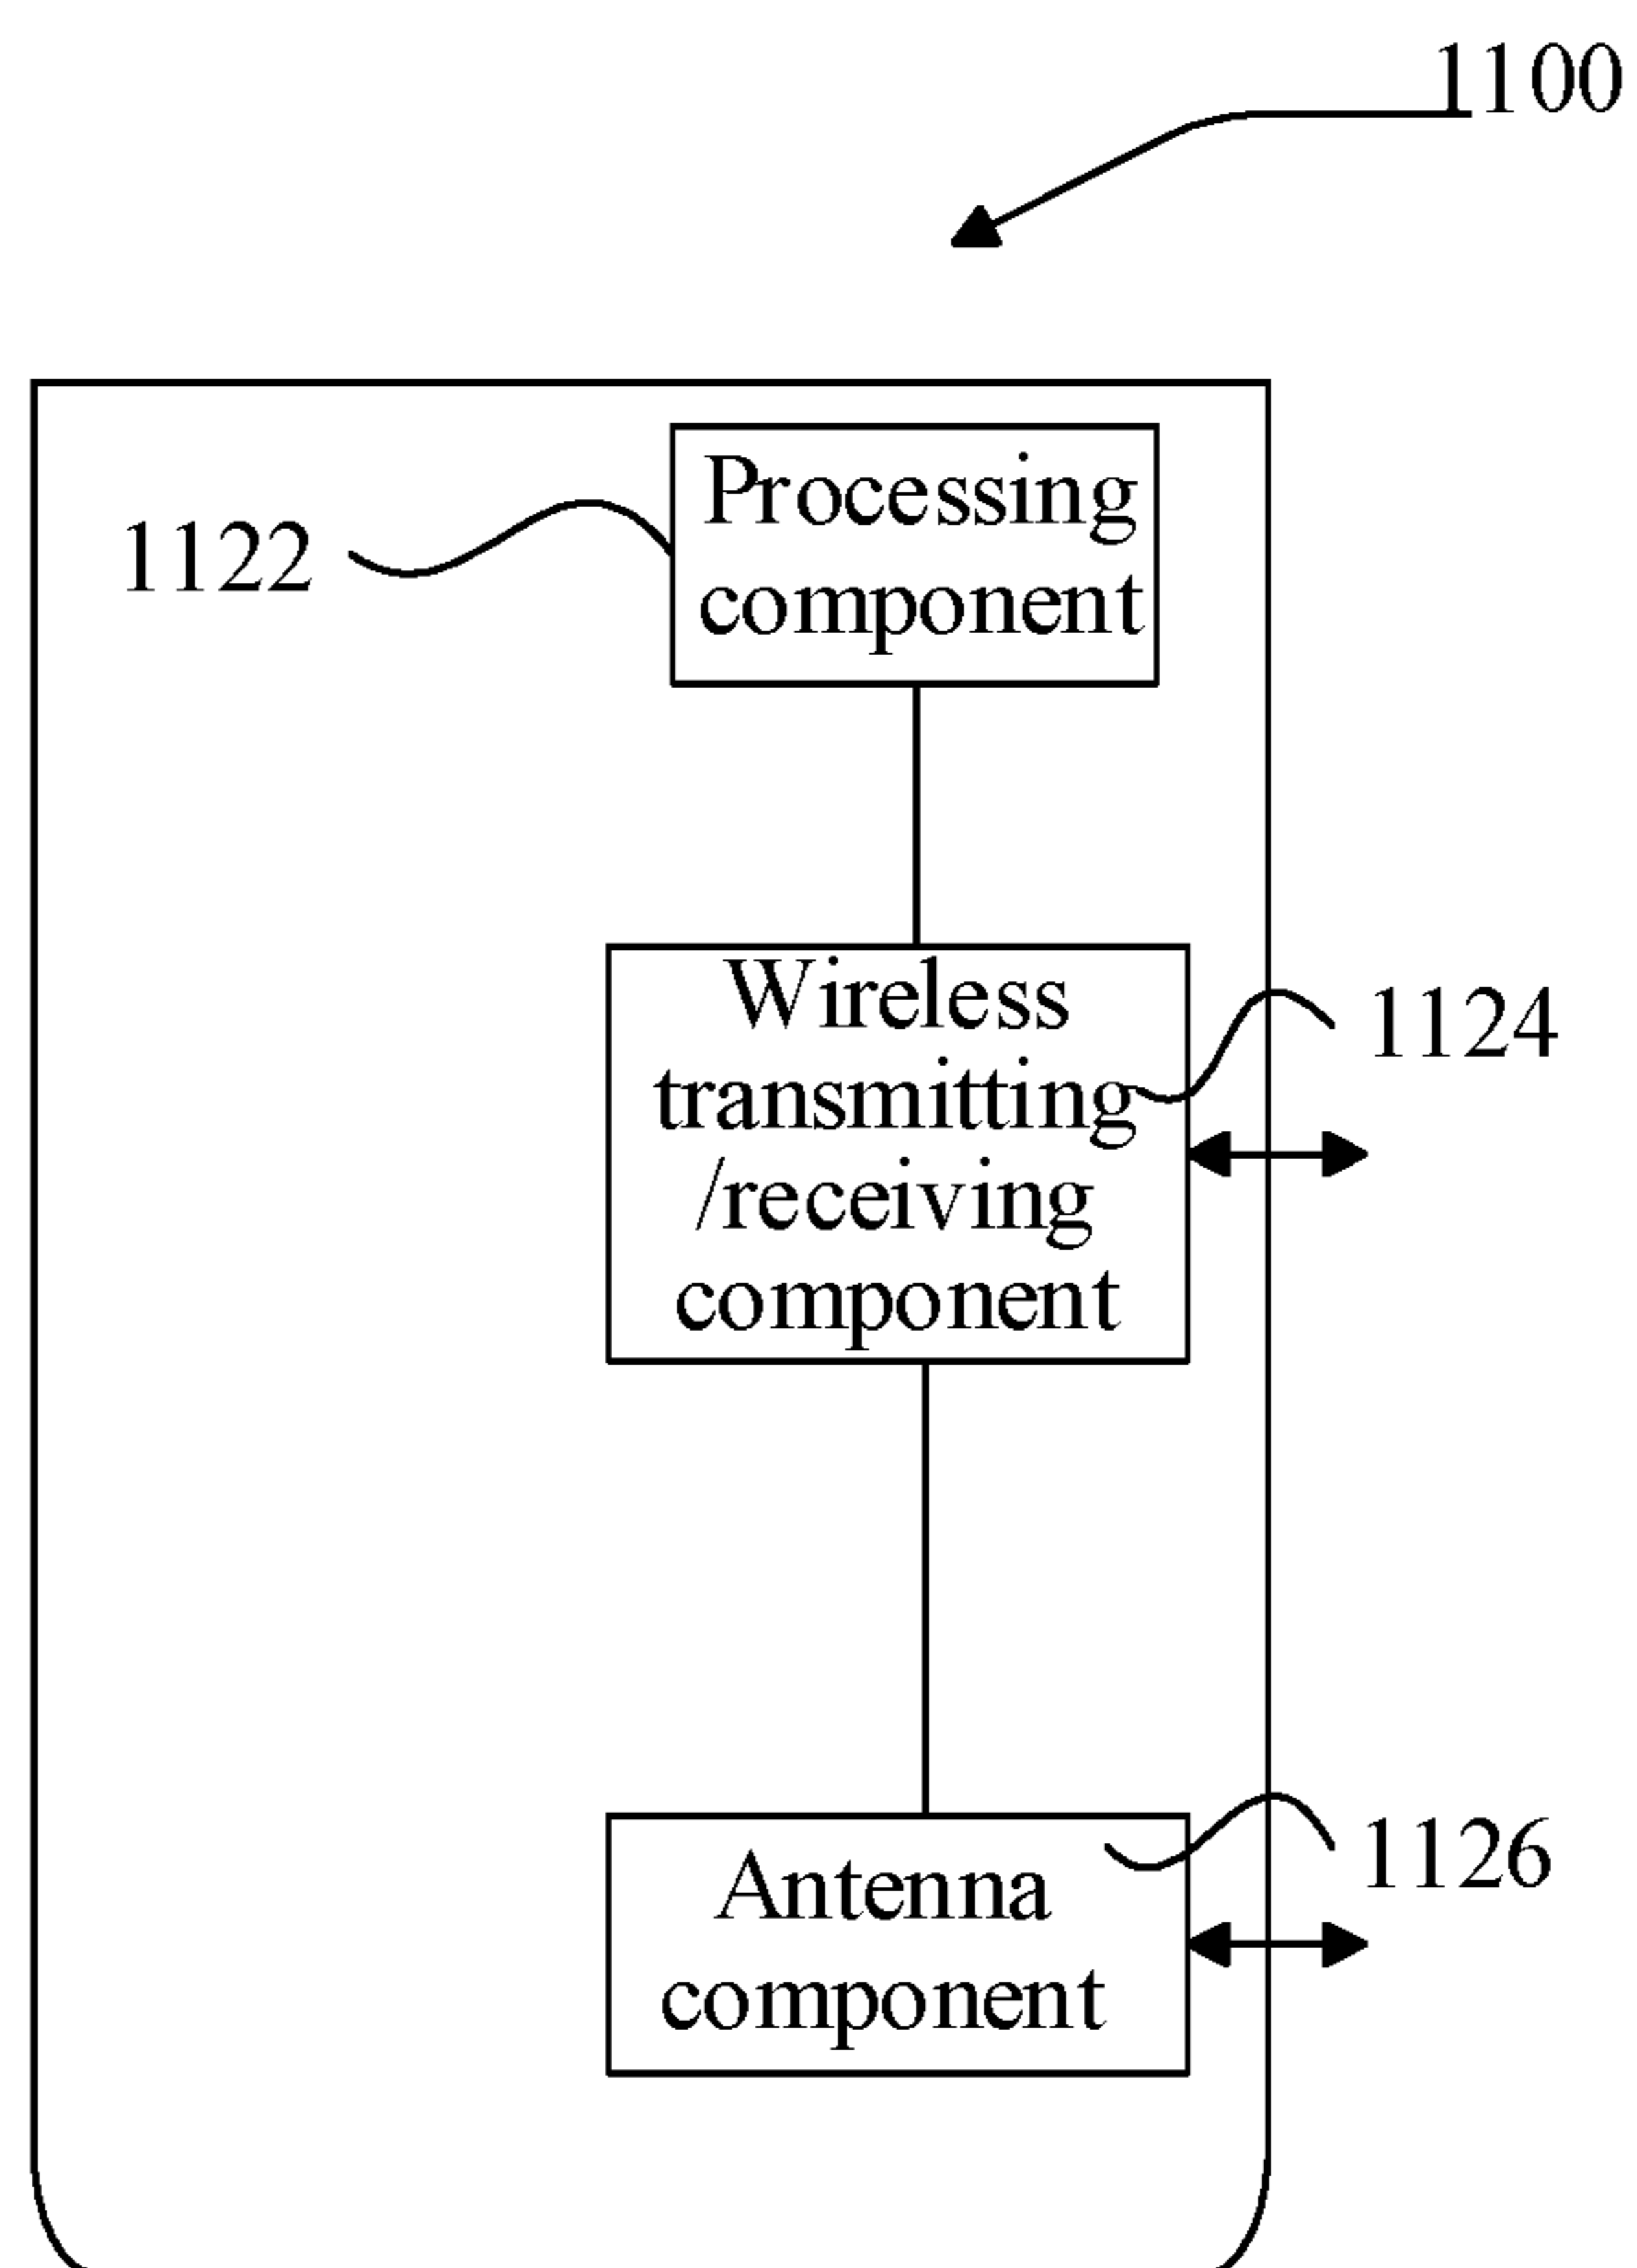 1100
Processing
component
1122
Wireless
transmitting
/receiving
component
1124
Antenna
component
1126